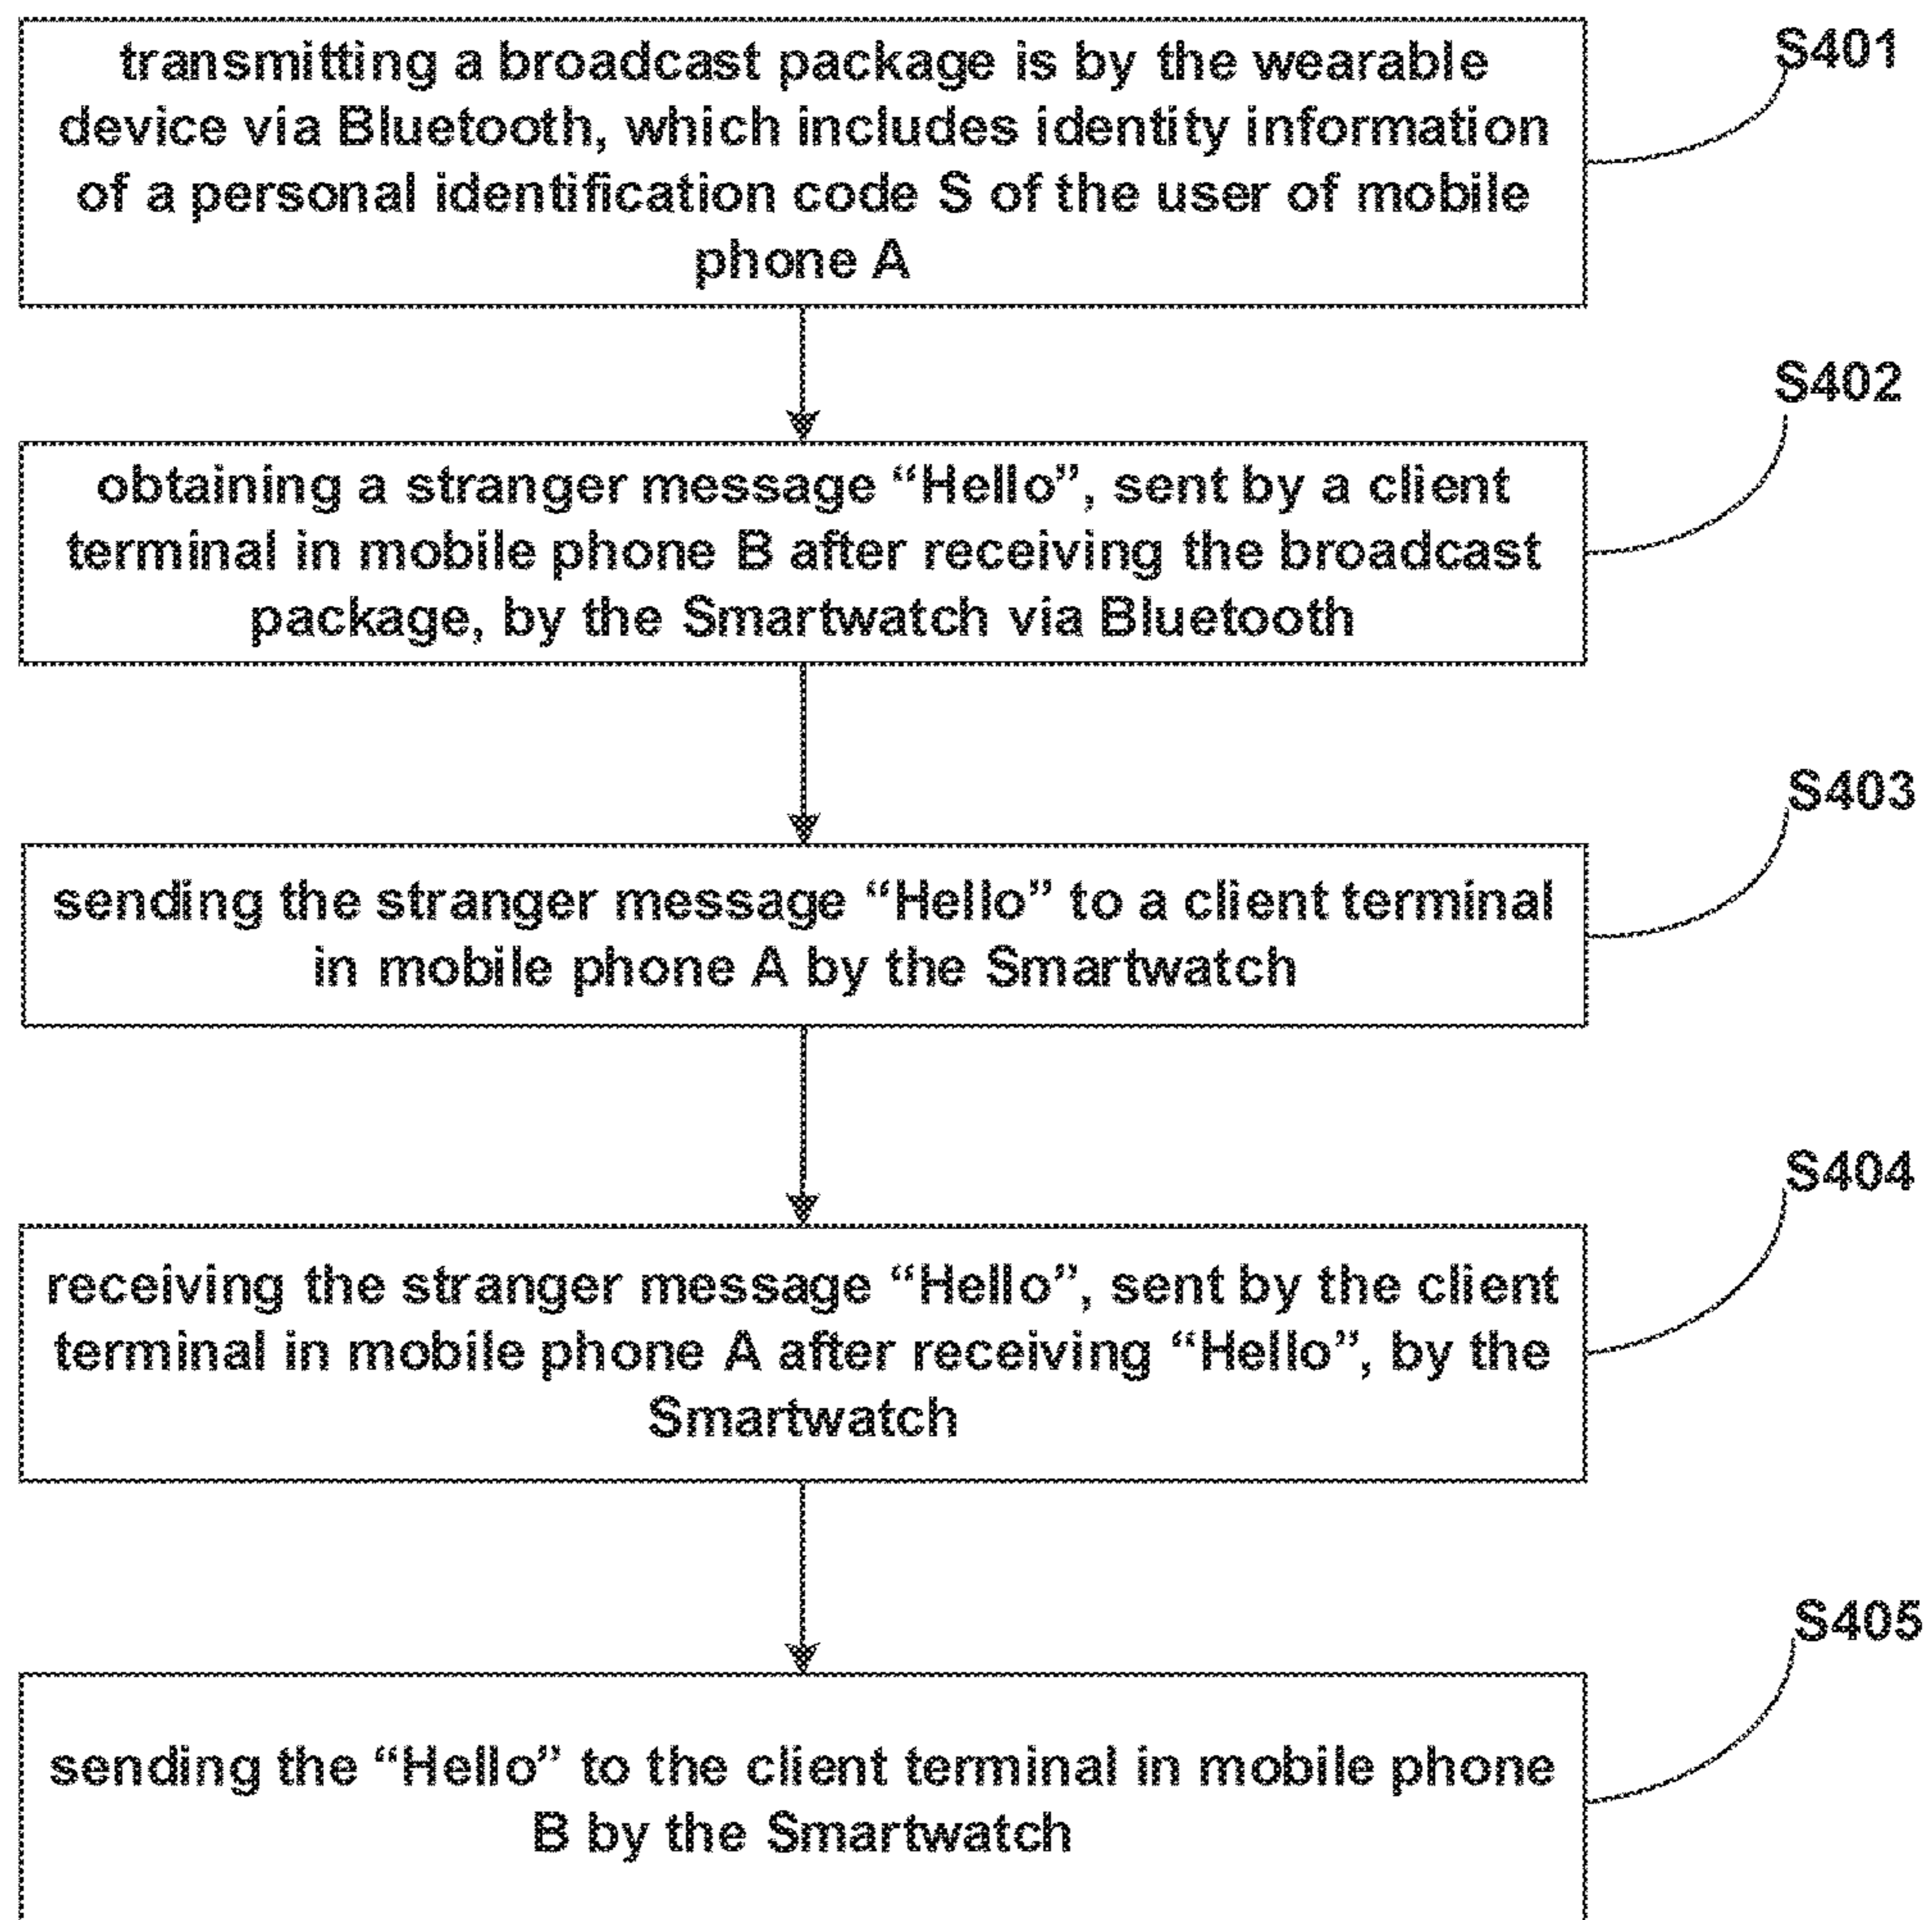 transmitting a broadcast package is by the wearable
device via Bluetooth, which includes identity information
of a personal identification code S of the user of mobile
phone A
S401
obtaining a stranger message “Hello”, sent by a client
terminal in mobile phone B after receiving the broadcast
package, by the Smartwatch via Bluetooth
S402
sending the stranger message “Hello” to a client terminal
in mobile phone A by the Smartwatch
S403
receiving the stranger message “Hello”, sent by the client
terminal in mobile phone A after receiving “Hello”, by the
Smartwatch
S404
sending the “Hello” to the client terminal in mobile phone
B by the Smartwatch
S405